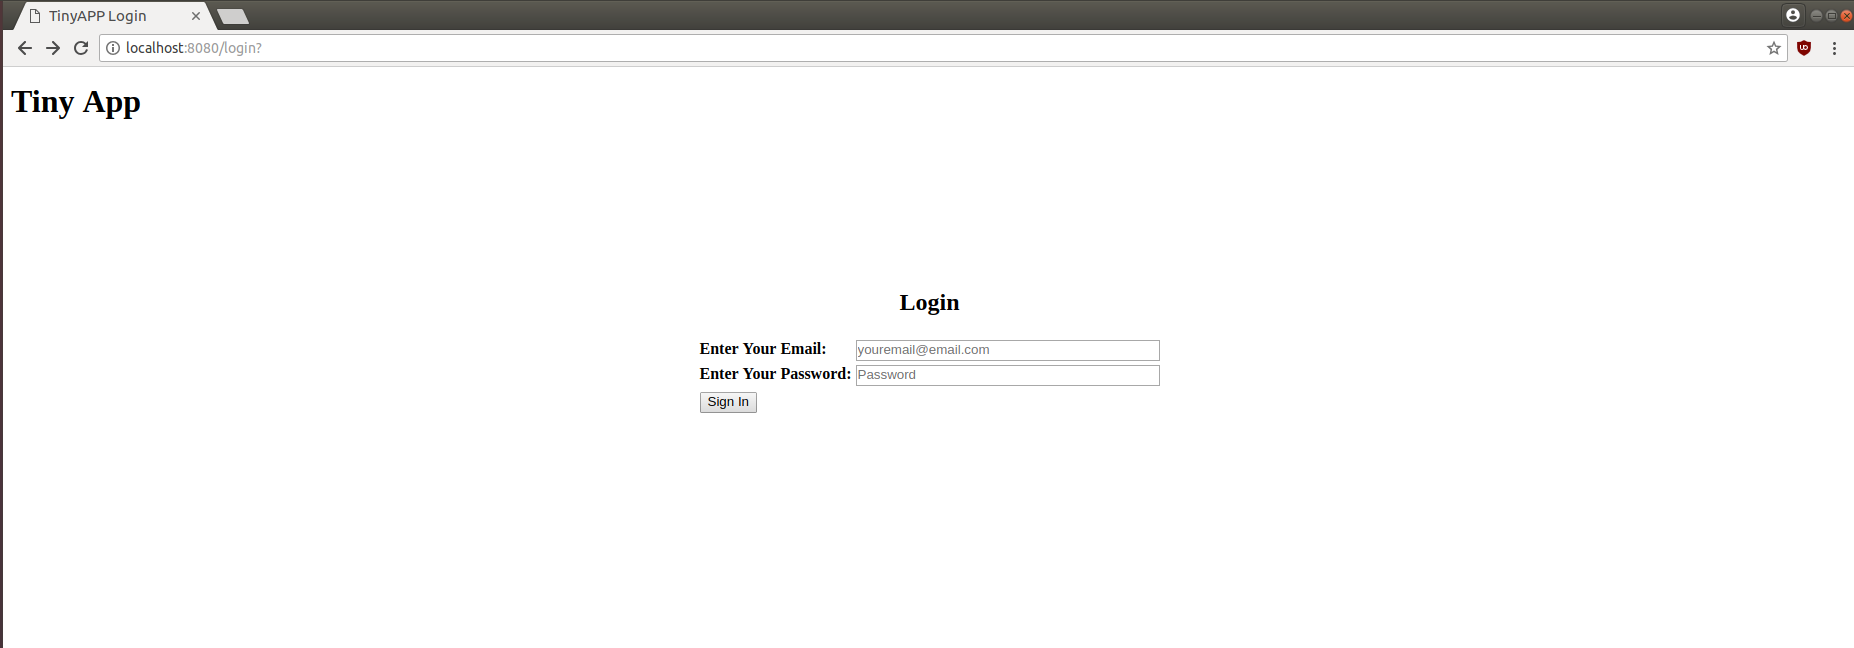 TinyAPP Login
localhost:8080/login?
Tiny App
Login
Enter Your Email: youremail@email.com
Enter Your Password: Password
Sign In